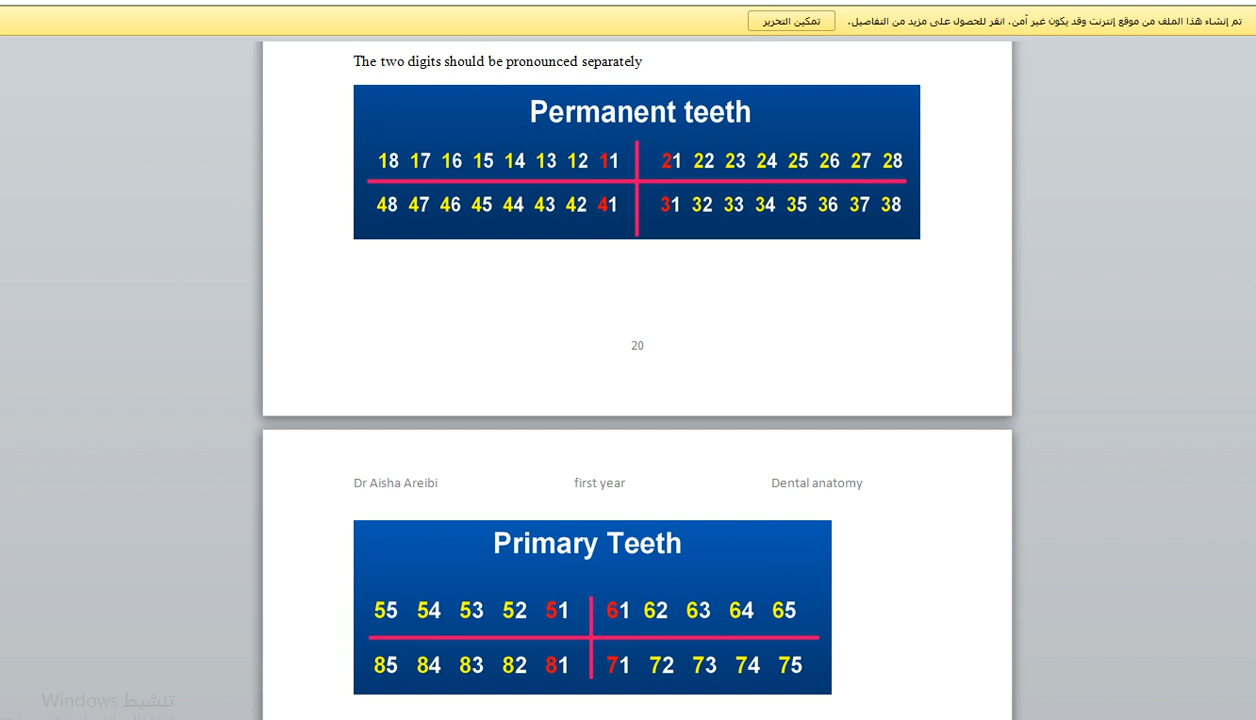 تم إنشاء هذا الملف من موقع إنترنت وقد يكون غير آمن. انقر للحصول على مزيد من التفاصيل. تمكين التحرير
The two digits should be pronounced separately
Permanent teeth
18 17 16 15 14 13 12 11 21 22 23 24 25 26 27 28
48 47 46 45 44 43 42 41 31 32 33 34 35 36 37 38
20
Dr Aisha Areibi first year Dental anatomy
Primary Teeth
55 54 53 52 51 61 62 63 64 65
85 84 83 82 81 71 72 73 74 75
تنشيط Windows